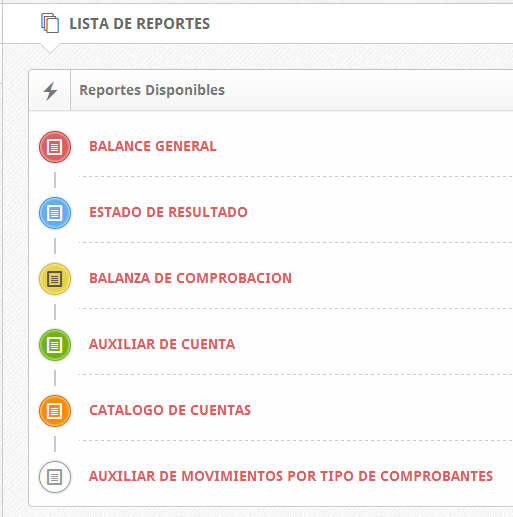 LISTA DE REPORTES
Reportes Disponibles
BALANCE GENERAL
ESTADO DE RESULTADO
BALANZA DE COMPROBACION
AUXILIAR DE CUENTA
CATALOGO DE CUENTAS
AUXILIAR DE MOVIMIENTOS POR TIPO DE COMPROBANTES